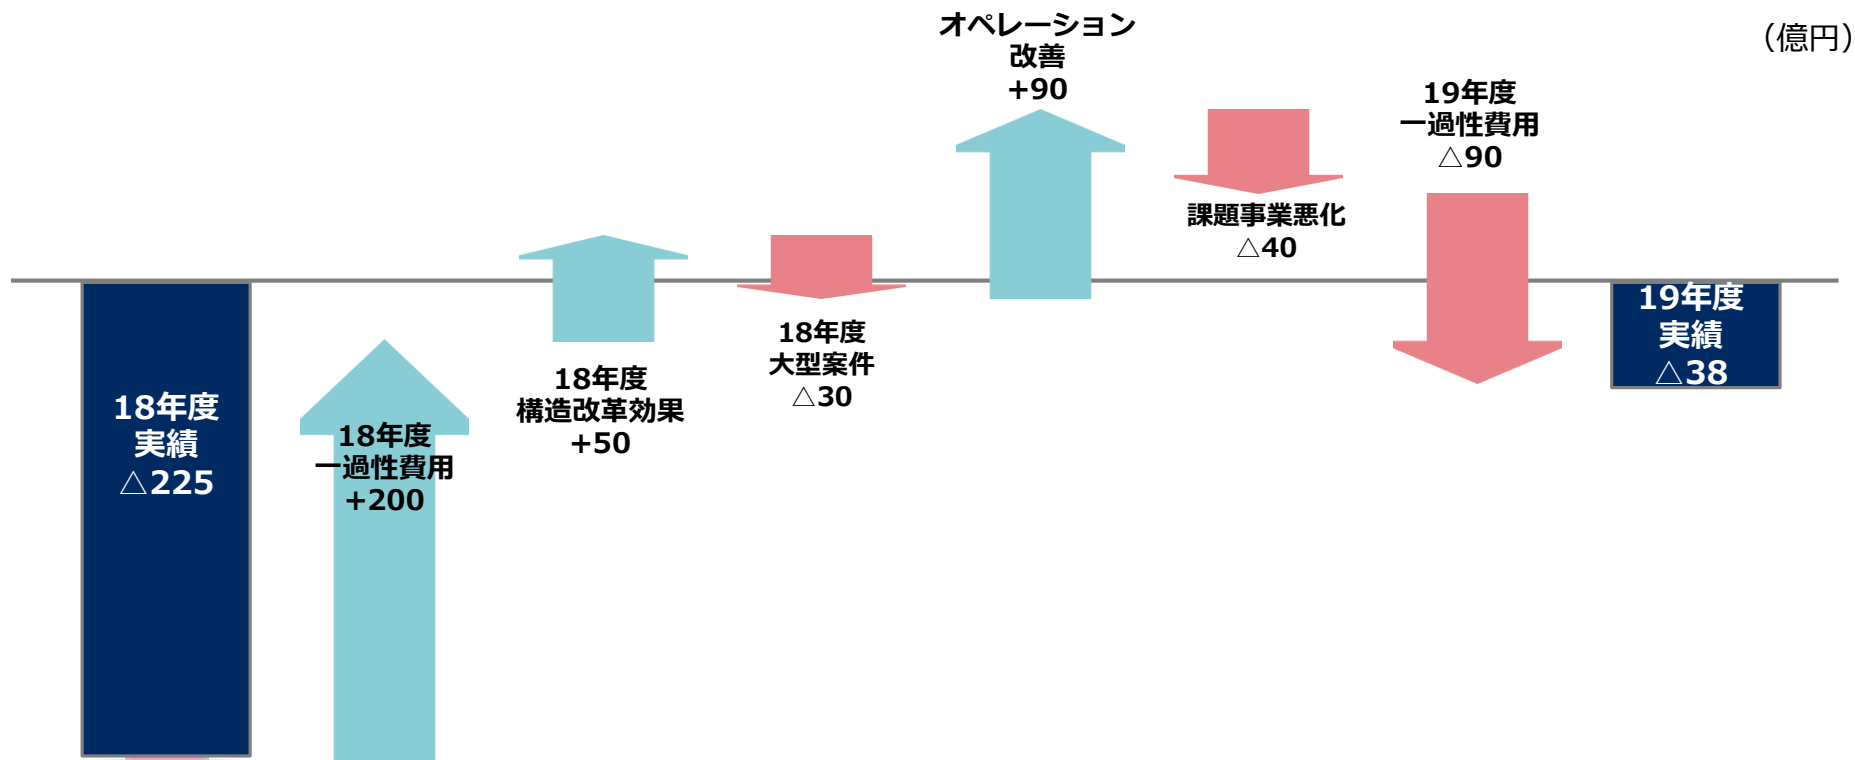 （億円）
18年度
実績
△225
18年度
一過性費用
+200
18年度
構造改革効果
+50
18年度
大型案件
△30
オペレーション
改善
+90
課題事業悪化
△40
19年度
一過性費用
△90
19年度
実績
△38